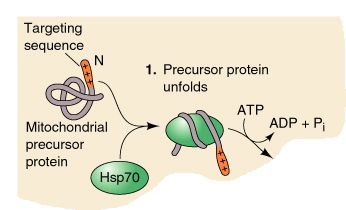 Targeting
sequence
N
+++
1. Precursor protein
unfolds
ATP
ADP + Pi
Mitochondrial
precursor
protein
Hsp70
+++